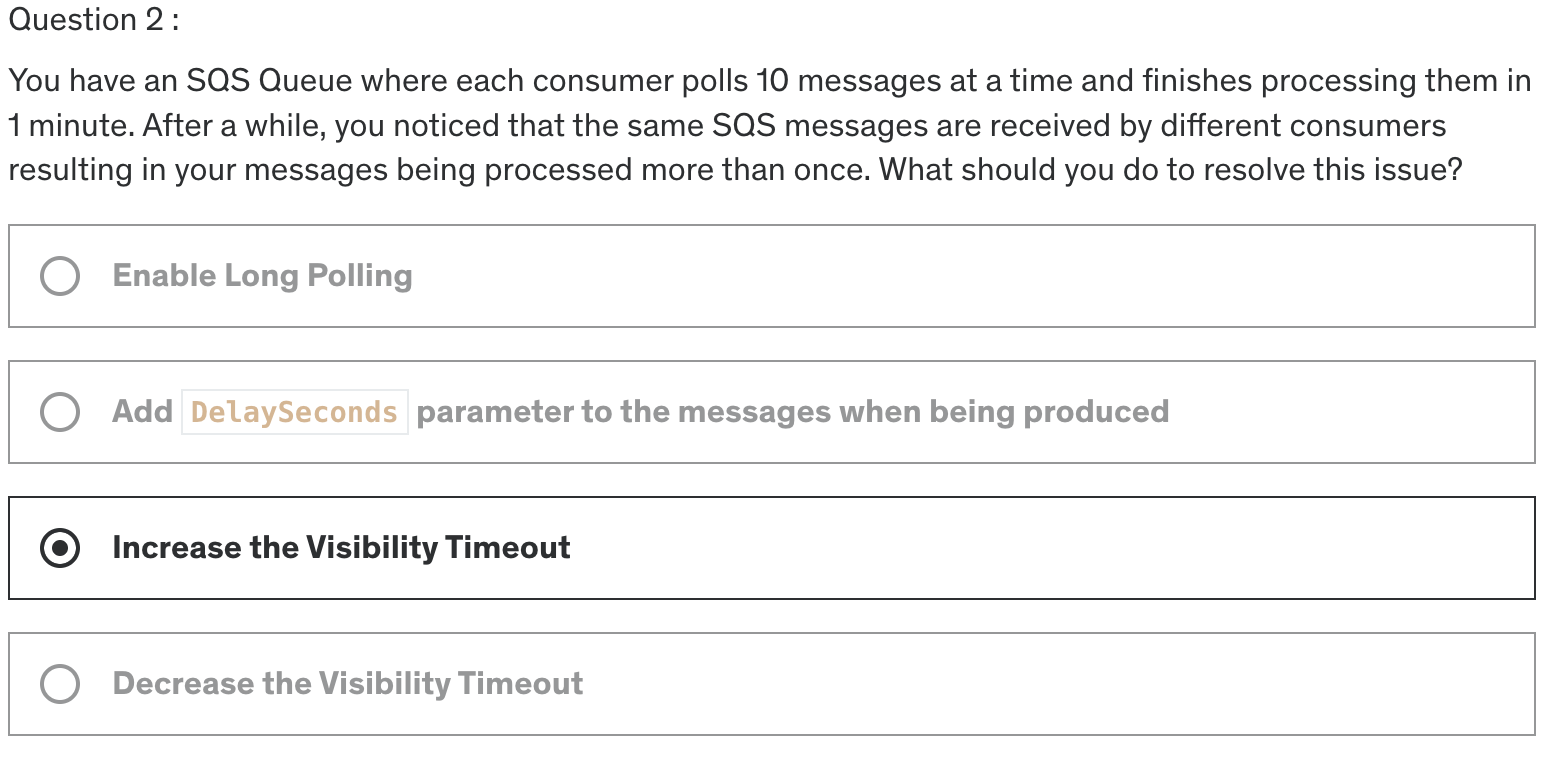 Question 2 :
You have an SQS Queue where each consumer polls 10 messages at a time and finishes processing them in
1 minute. After a while, you noticed that the same SQS messages are received by different consumers
resulting in your messages being processed more than once. What should you do to resolve this issue?
Enable Long Polling
Add DelaySeconds parameter to the messages when being produced
Increase the Visibility Timeout
Decrease the Visibility Timeout